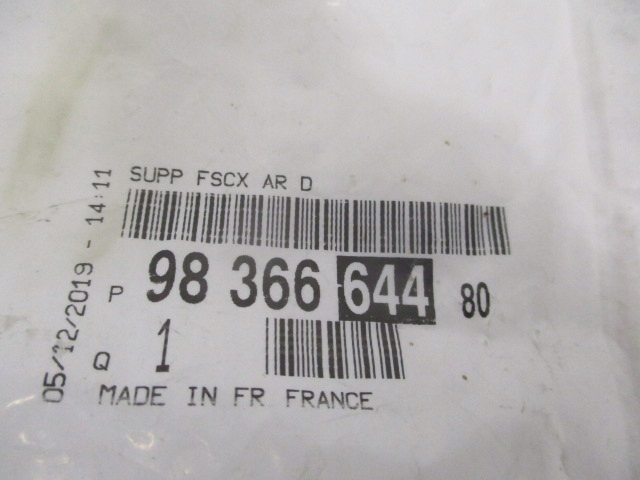 SUPP FSCX AR D
P 98 366 644 80
Q 1
MADE IN FR FRANCE
05/12/2019 - 14:11